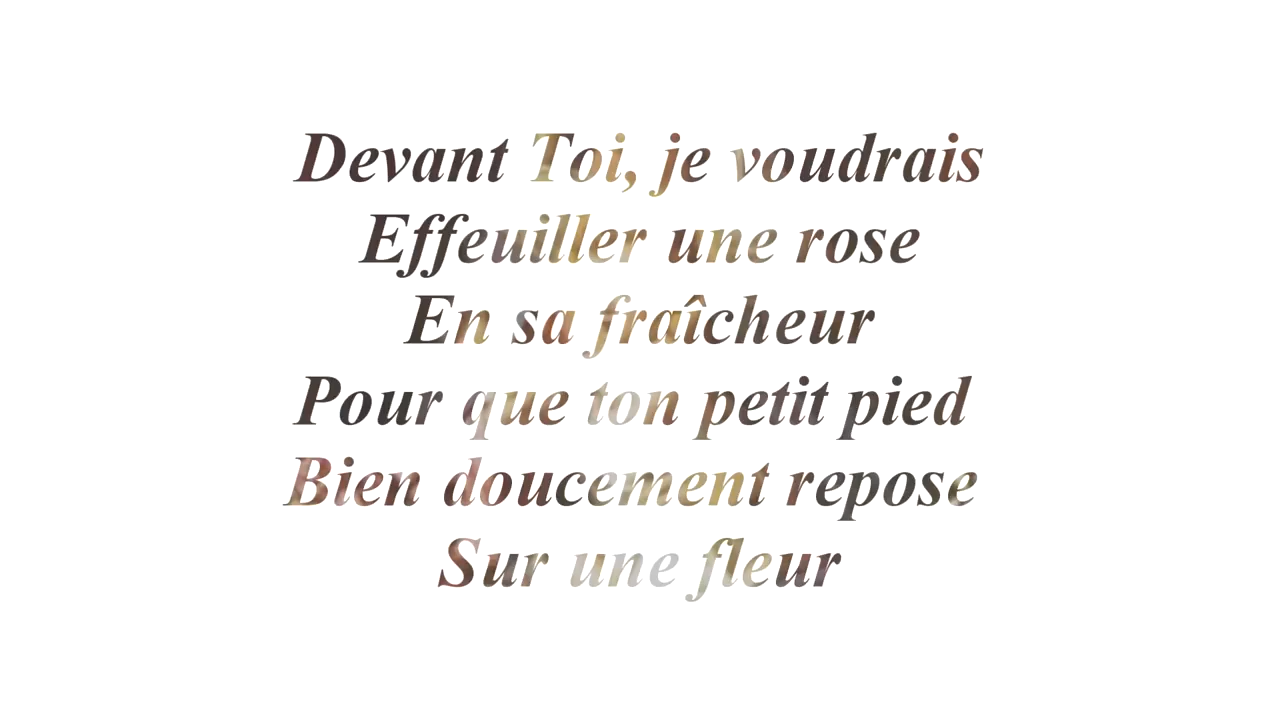 Devant Toi, je voudrais
Effeuiller une rose
En sa fraîcheur
Pour que ton petit pied
Bien doucement repose
Sur une fleur